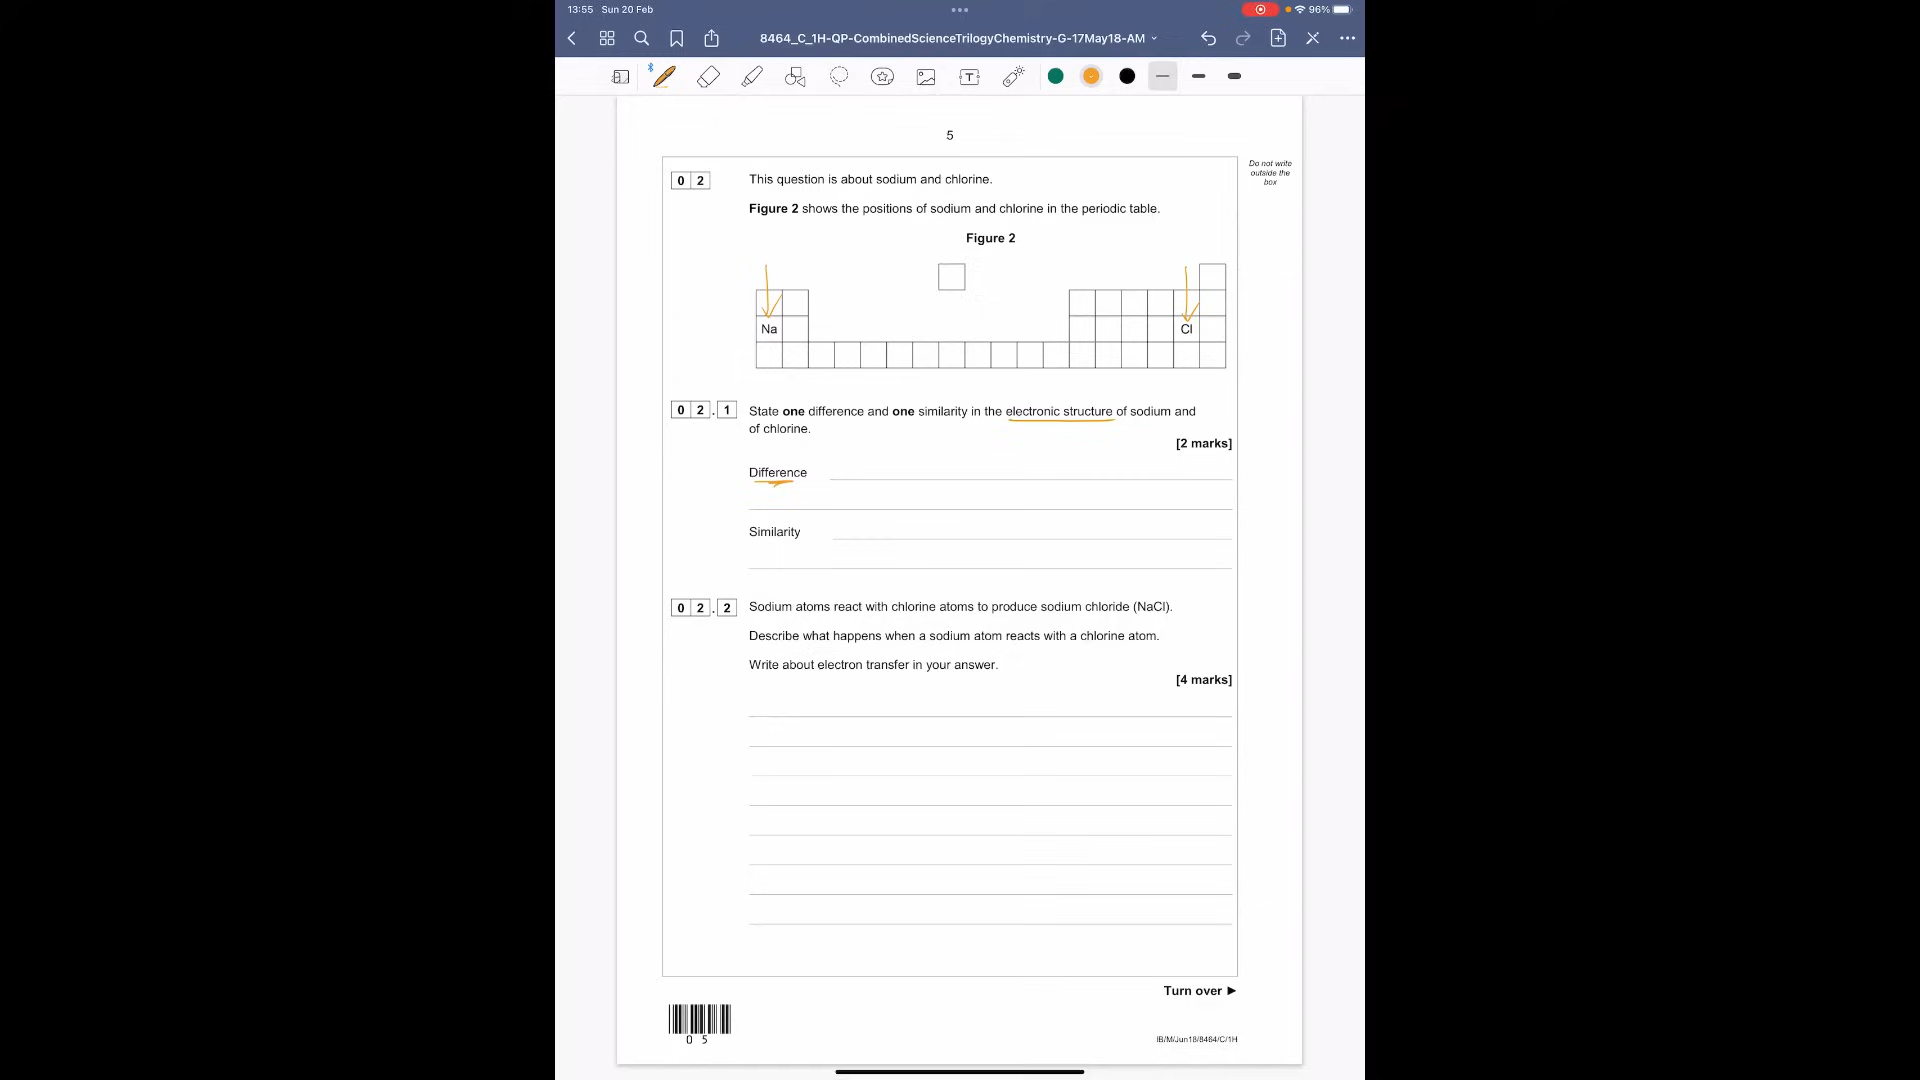 13:55 Sun 20 Feb
96%
8464_C_1H-QP-CombinedScienceTrilogyChemistry-G-17May18-AM
T
5
Do not write
outside the
box
0 2 This question is about sodium and chlorine.
Figure 2 shows the positions of sodium and chlorine in the periodic table.
Figure 2
Na Cl
0 2 . 1 State one difference and one similarity in the electronic structure of sodium and
of chlorine.
[2 marks]
Difference
Similarity
0 2 . 2 Sodium atoms react with chlorine atoms to produce sodium chloride (NaCl).
Describe what happens when a sodium atom reacts with a chlorine atom.
Write about electron transfer in your answer.
[4 marks]
Turn over ►
0 5
IB/M/Jun18/8464/C/1H